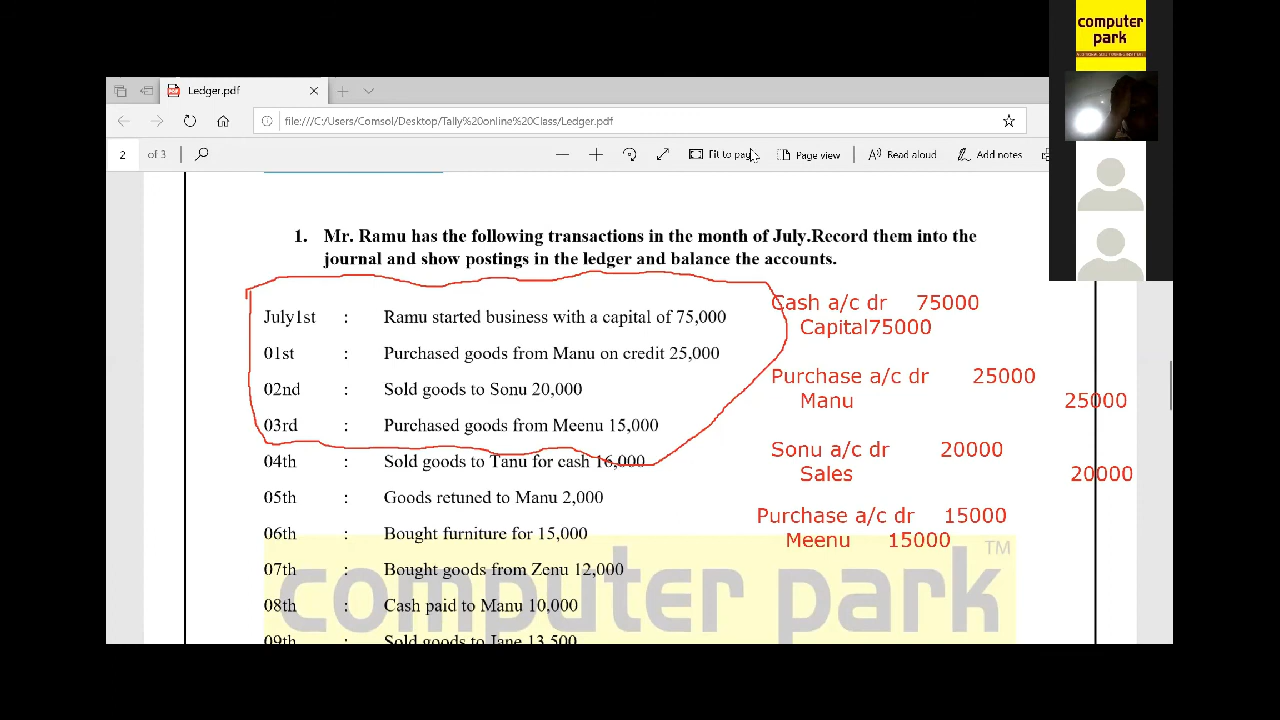 computer
park
Ledger.pdf
file:///C:/Users/Comsol/Desktop/Tally%20online%20Class/Ledger.pdf
2 of 3 Fit to page Page view Read aloud Add notes
1. Mr. Ramu has the following transactions in the month of July.Record them into the
journal and show postings in the ledger and balance the accounts.
July1st : Ramu started business with a capital of 75,000
01st : Purchased goods from Manu on credit 25,000
02nd : Sold goods to Sonu 20,000
03rd : Purchased goods from Meenu 15,000
04th : Sold goods to Tanu for cash 16,000
05th : Goods retuned to Manu 2,000
06th : Bought furniture for 15,000
07th : Bought goods from Zenu 12,000
08th : Cash paid to Manu 10,000
09th : Sold goods to Jane 13,500
Cash a/c dr 75000
Capital75000
Purchase a/c dr 25000
Manu 25000
Sonu a/c dr 20000
Sales 20000
Purchase a/c dr 15000
Meenu 15000
computer park TM